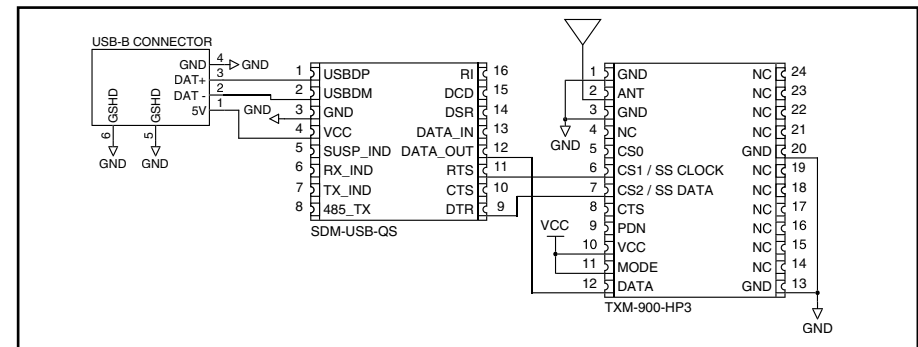 USB-B CONNECTOR
GND 4 GND
DAT+ 3
DAT - 2
5V 1
GSHD GSHD
6 5
GND GND
GND
1 USBDP RI 16
2 USBDM DCD 15
3 GND DSR 14
4 VCC DATA_IN 13
5 SUSP_IND DATA_OUT 12
6 RX_IND RTS 11
7 TX_IND CTS 10
8 485_TX DTR 9
SDM-USB-QS
1 GND NC 24
2 ANT NC 23
3 GND NC 22
4 NC NC 21
5 CS0 GND 20
6 CS1 / SS CLOCK NC 19
7 CS2 / SS DATA NC 18
8 CTS NC 17
9 PDN NC 16
10 VCC NC 15
11 MODE NC 14
12 DATA GND 13
GND
VCC
TXM-900-HP3
GND